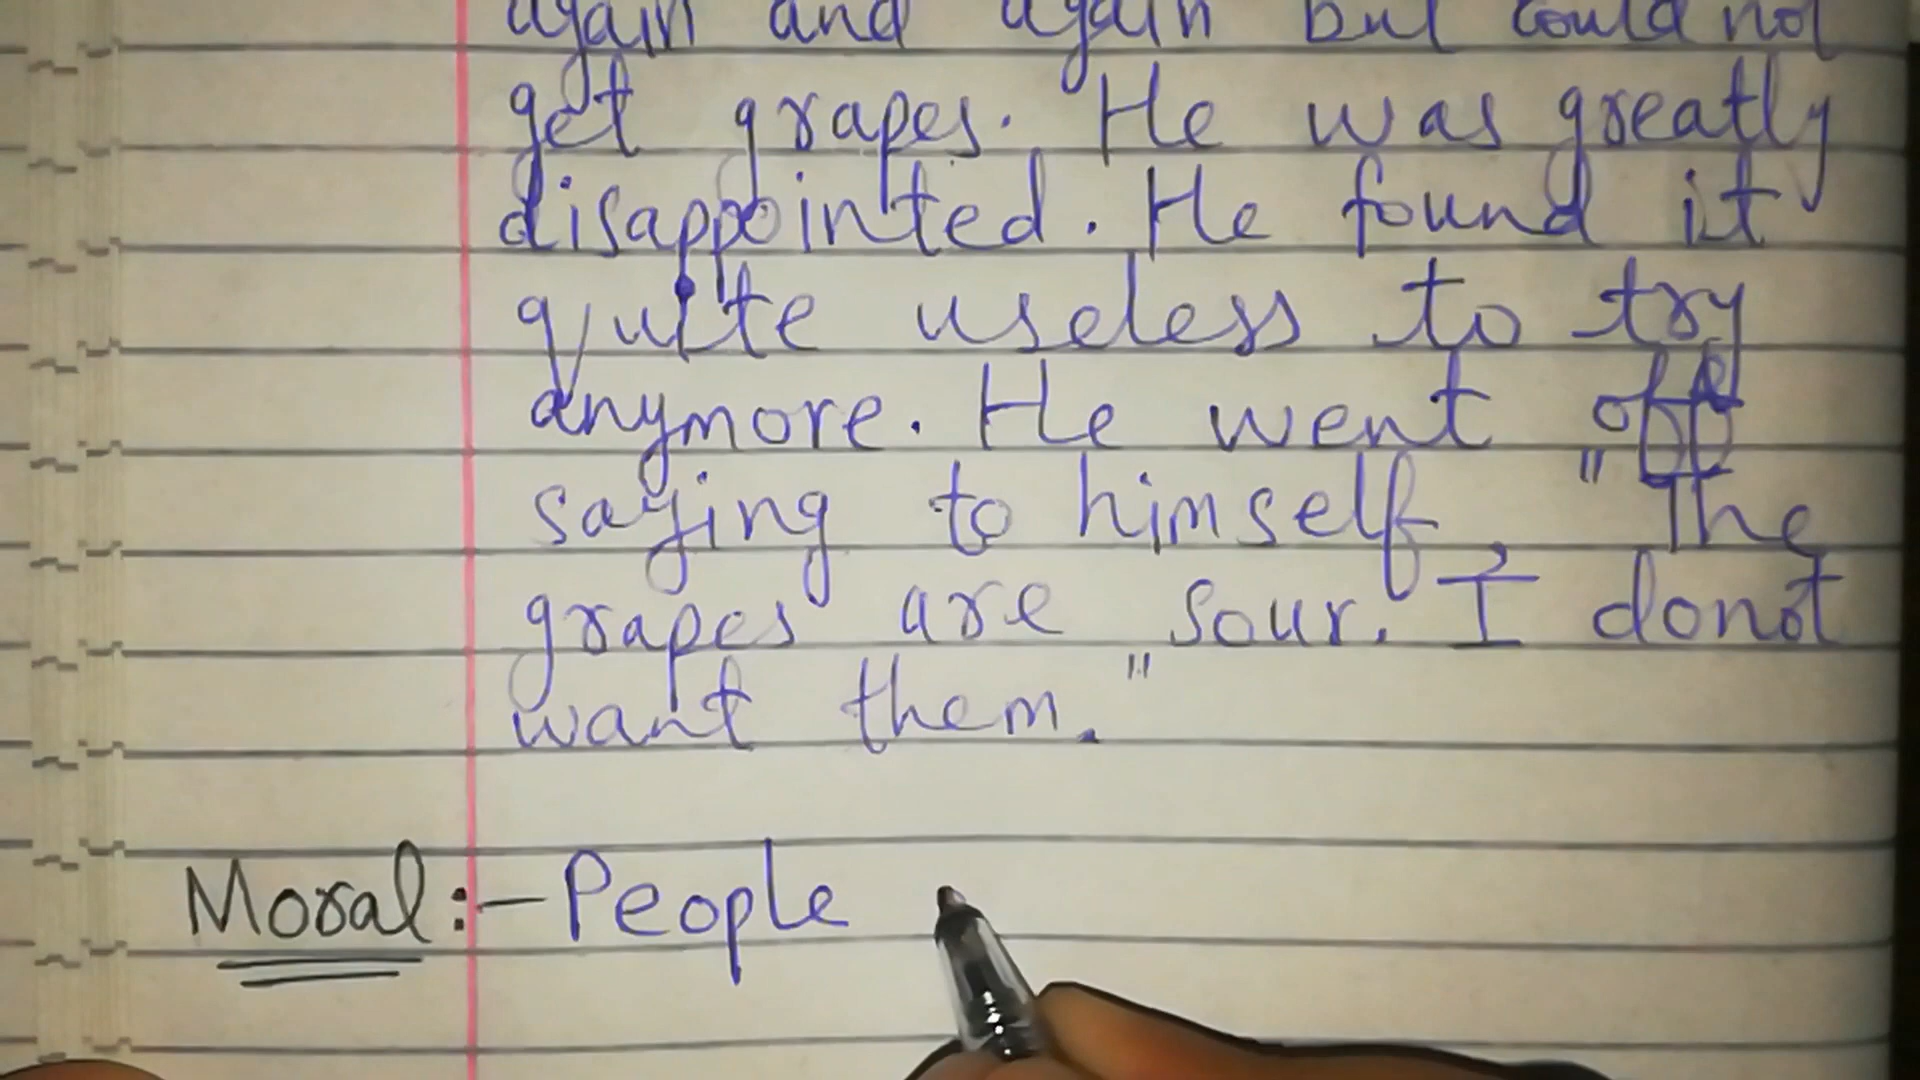 again and again but could not
get grapes. He was greatly
disappointed. He found it
quite useless to try
anymore. He went off
saying to himself, "The
grapes are sour. I donot
want them."
Moral:- People